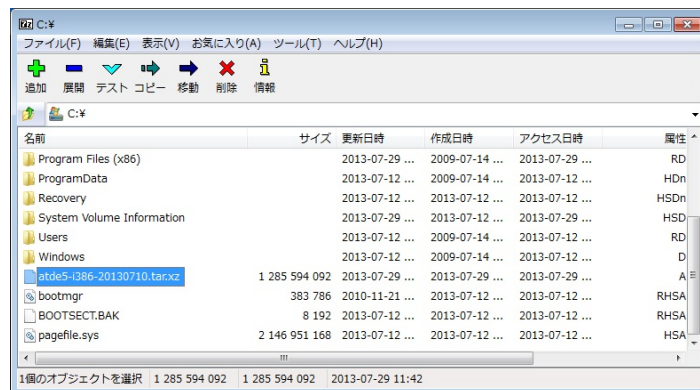 C:¥
ファイル(F) 編集(E) 表示(V) お気に入り(A) ツール(T) ヘルプ(H)
追加 展開 テスト コピー 移動 削除 情報
C:¥
名前 サイズ 更新日時 作成日時 アクセス日時 属性
Program Files (x86) 2013-07-29 ... 2009-07-14 ... 2013-07-29 ... RD
ProgramData 2013-07-12 ... 2009-07-14 ... 2013-07-12 ... HDn
Recovery 2013-07-12 ... 2013-07-12 ... 2013-07-12 ... HSDn
System Volume Information 2013-07-29 ... 2013-07-12 ... 2013-07-29 ... HSD
Users 2013-07-12 ... 2009-07-14 ... 2013-07-12 ... RD
Windows 2013-07-12 ... 2009-07-14 ... 2013-07-12 ... D
atde5-i386-20130710.tar.xz 1 285 594 092 2013-07-29 ... 2013-07-29 ... 2013-07-29 ... A
bootmgr 383 786 2010-11-21 ... 2013-07-12 ... 2013-07-12 ... RHSA
BOOTSECT.BAK 8 192 2013-07-12 ... 2013-07-12 ... 2013-07-12 ... RHSA
pagefile.sys 2 146 951 168 2013-07-12 ... 2013-07-12 ... 2013-07-12 ... HSA
1個のオブジェクトを選択 1 285 594 092 1 285 594 092 2013-07-29 11:42